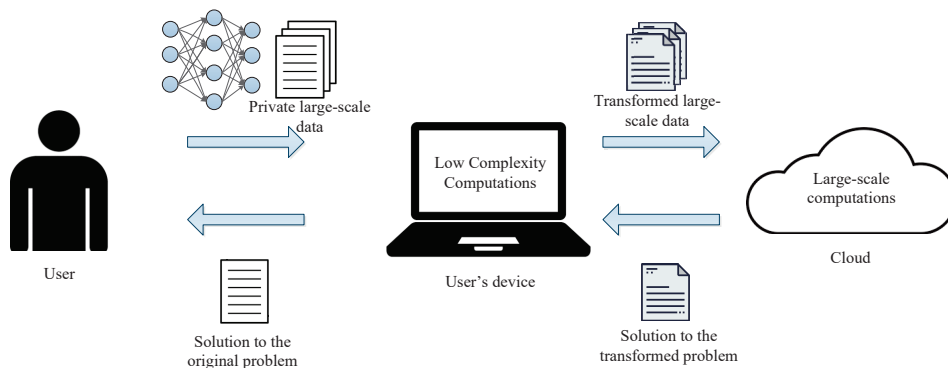 Private large-scale
data
Transformed large-
scale data
Low Complexity
Computations
Large-scale
computations
User
User's device
Cloud
Solution to the
original problem
Solution to the
transformed problem